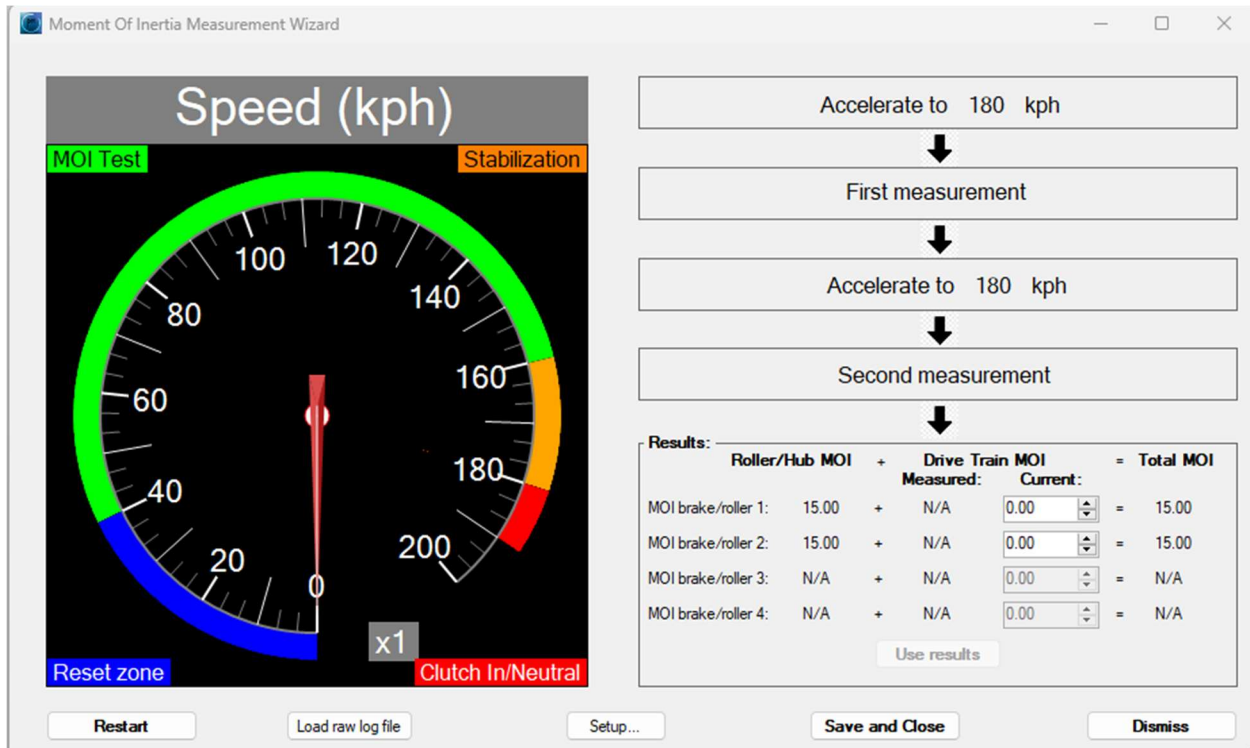 Moment Of Inertia Measurement Wizard
Speed (kph)
MOI Test
Stabilization
0
20
40
60
80
100
120
140
160
180
200
x1
Reset zone
Clutch In/Neutral
Accelerate to 180 kph
First measurement
Accelerate to 180 kph
Second measurement
Results:
Roller/Hub MOI + Drive Train MOI = Total MOI
Measured: Current:
MOI brake/roller 1: 15.00 + N/A 0.00 = 15.00
MOI brake/roller 2: 15.00 + N/A 0.00 = 15.00
MOI brake/roller 3: N/A + N/A 0.00 = N/A
MOI brake/roller 4: N/A + N/A 0.00 = N/A
Use results
Restart
Load raw log file
Setup...
Save and Close
Dismiss